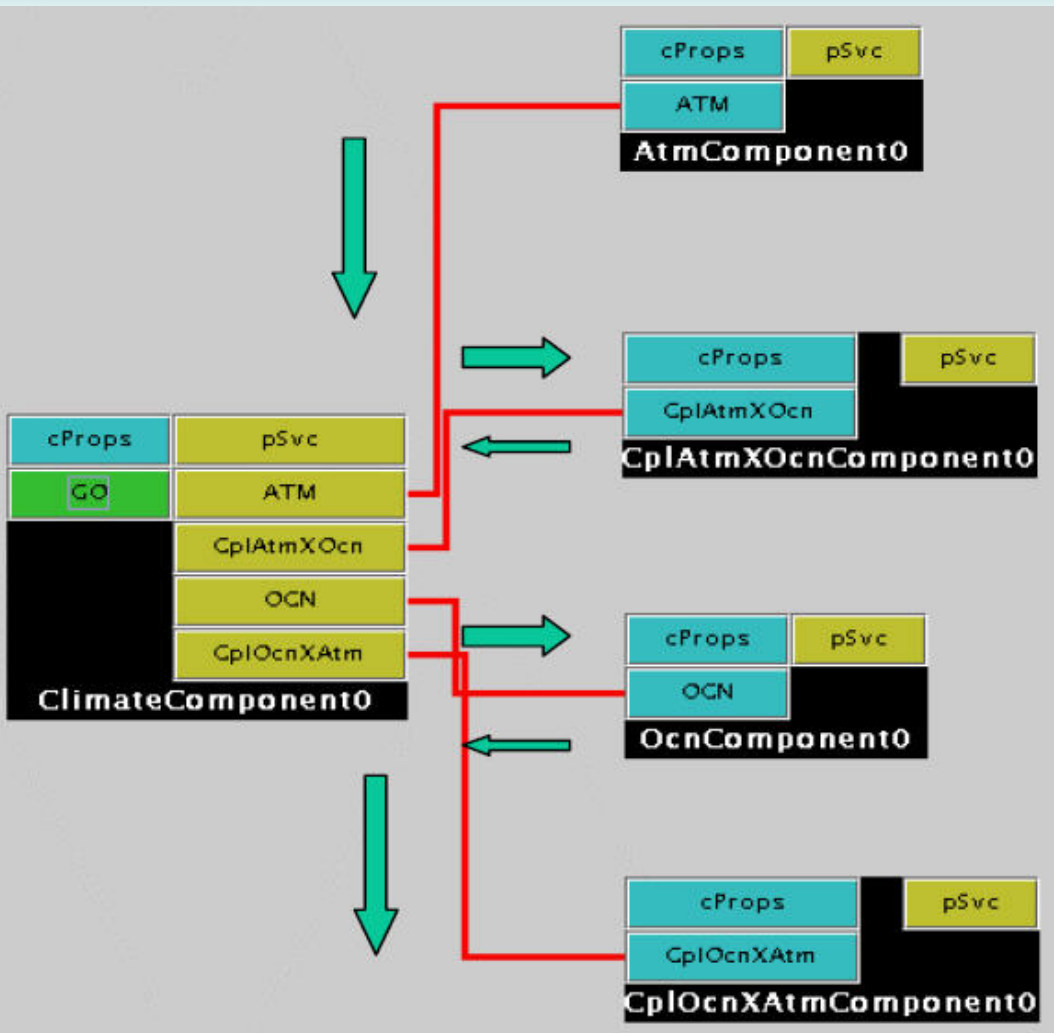 cProps pSvc
ATM
AtmComponent0
cProps pSvc
CplAtmXOcn
CplAtmXOcnComponent0
cProps pSvc
GO ATM
CplAtmXOcn
OCN
CplOcnXAtm
ClimateComponent0
cProps pSvc
OCN
OcnComponent0
cProps pSvc
CplOcnXAtm
CplOcnXAtmComponent0